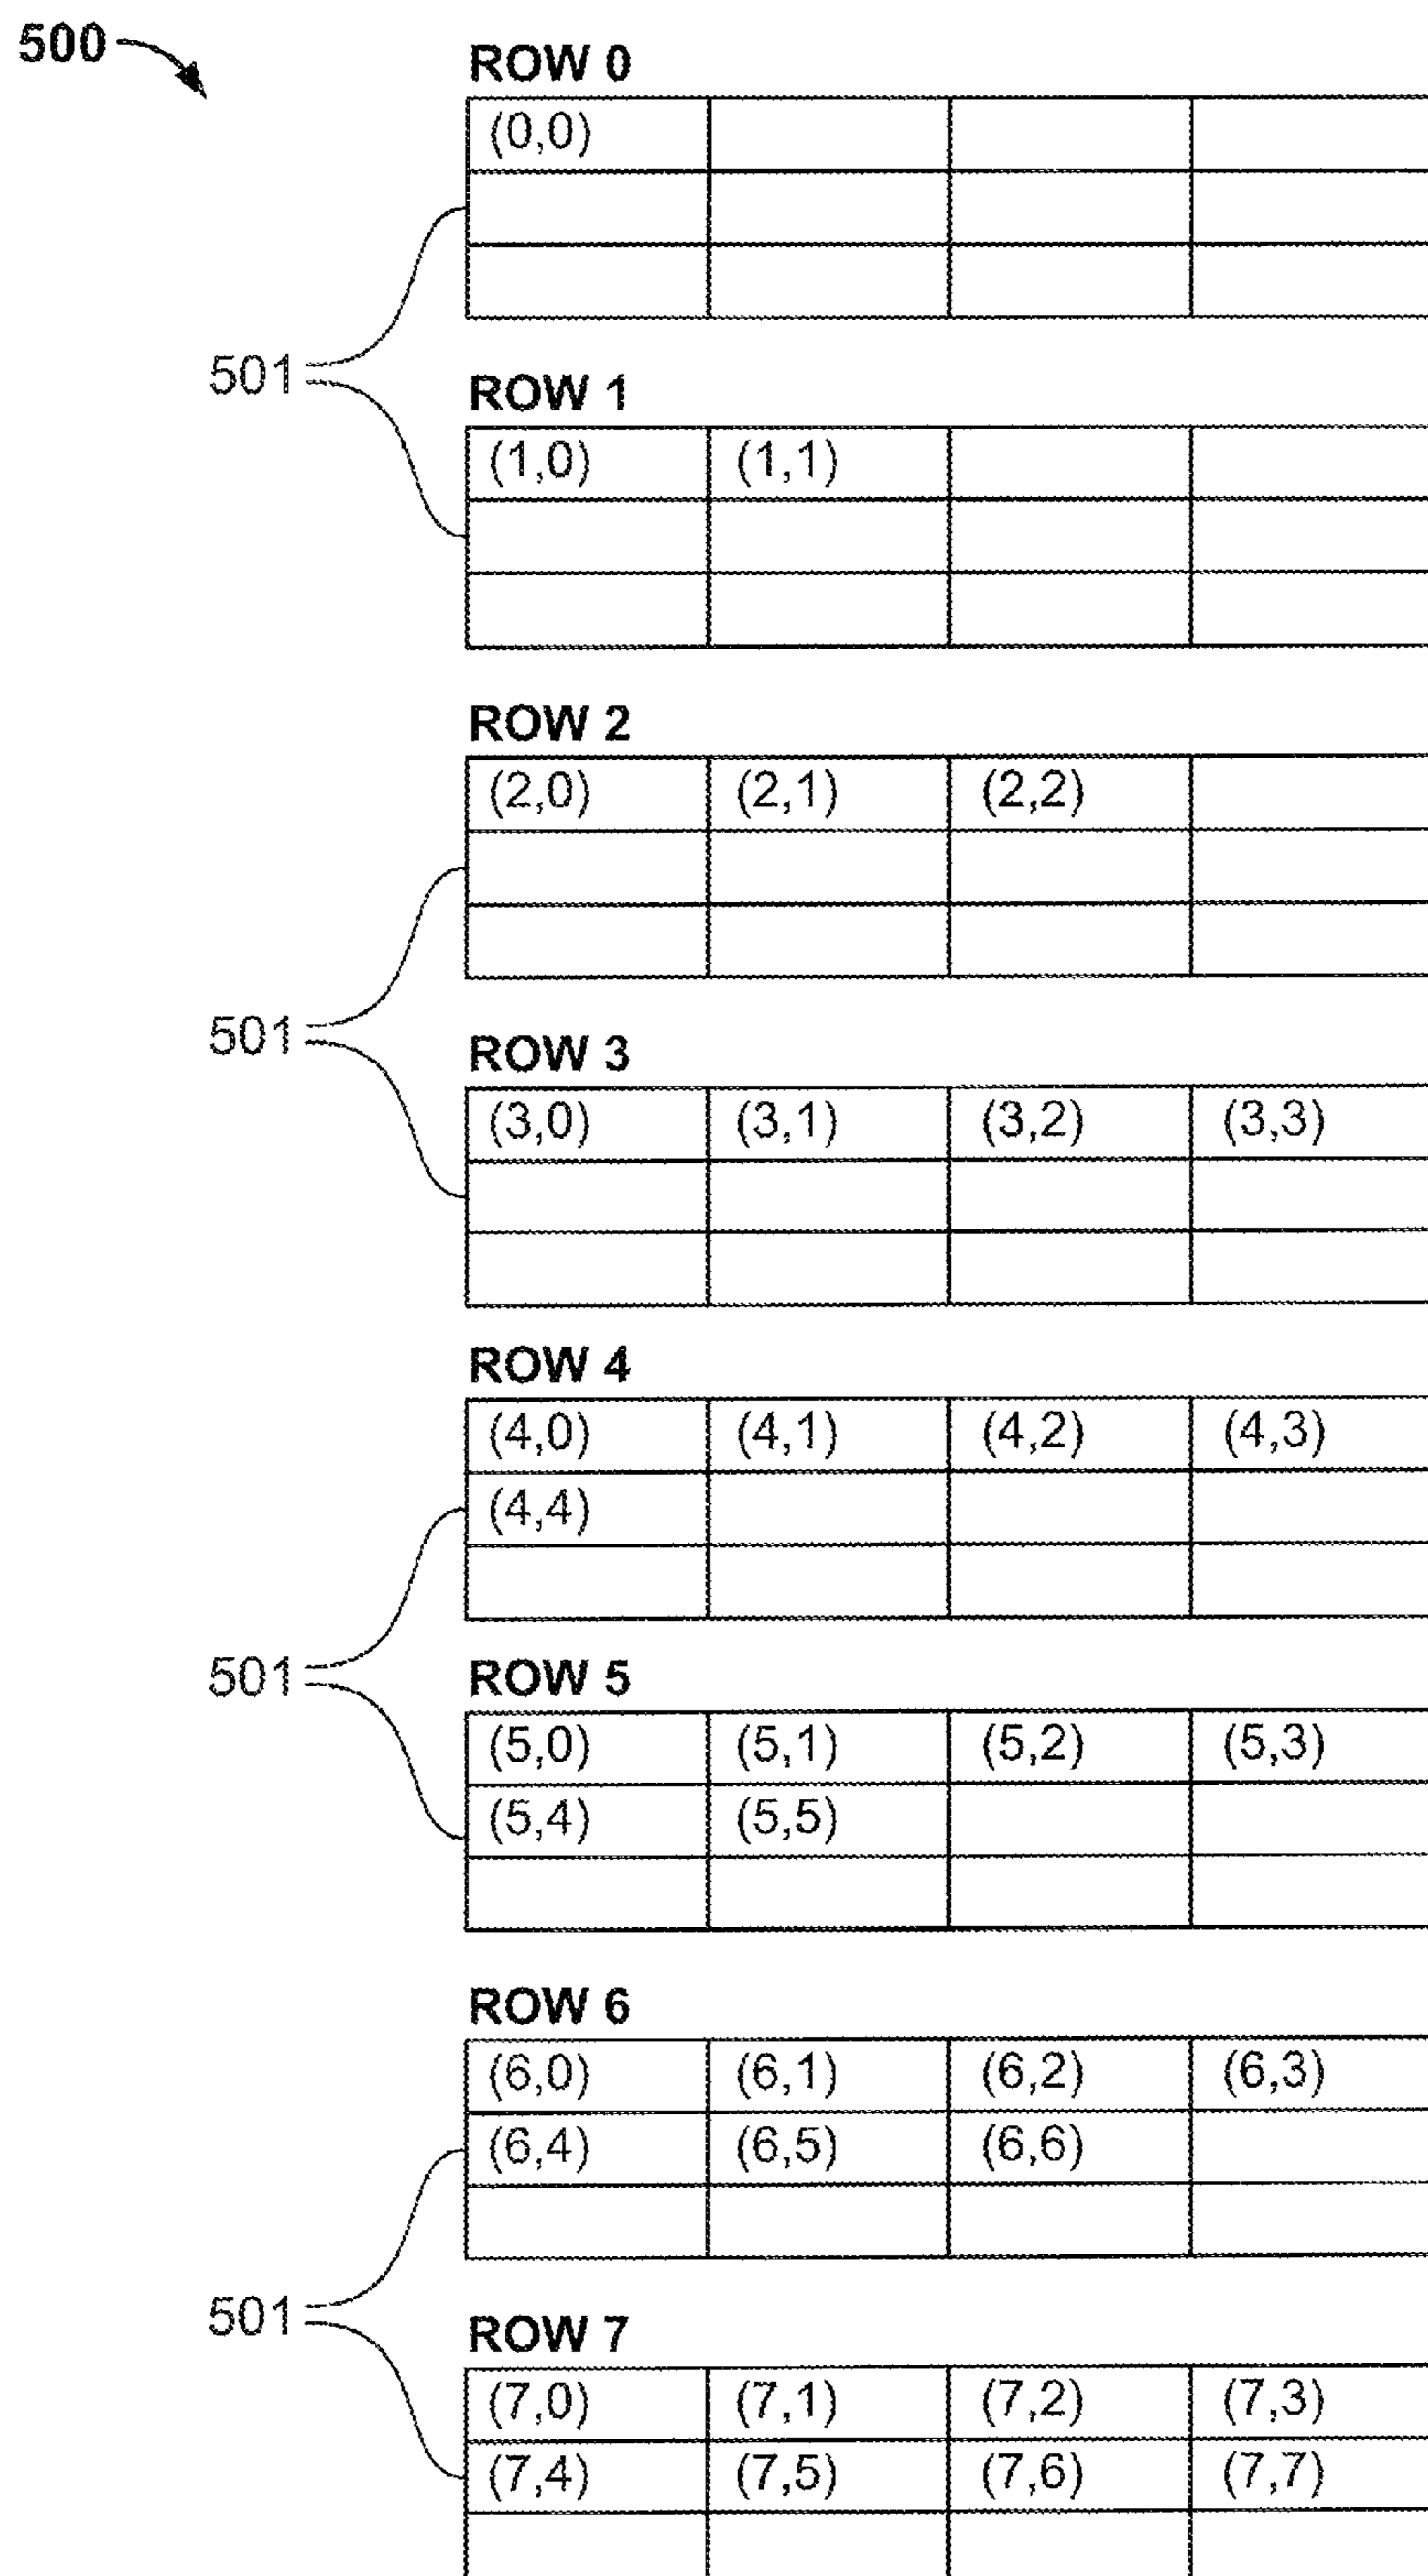 500
ROW 0
(0,0)
501
ROW 1
(1,0) (1,1)
ROW 2
(2,0) (2,1) (2,2)
501
ROW 3
(3,0) (3,1) (3,2) (3,3)
ROW 4
(4,0) (4,1) (4,2) (4,3)
(4,4)
501
ROW 5
(5,0) (5,1) (5,2) (5,3)
(5,4) (5,5)
ROW 6
(6,0) (6,1) (6,2) (6,3)
(6,4) (6,5) (6,6)
501
ROW 7
(7,0) (7,1) (7,2) (7,3)
(7,4) (7,5) (7,6) (7,7)